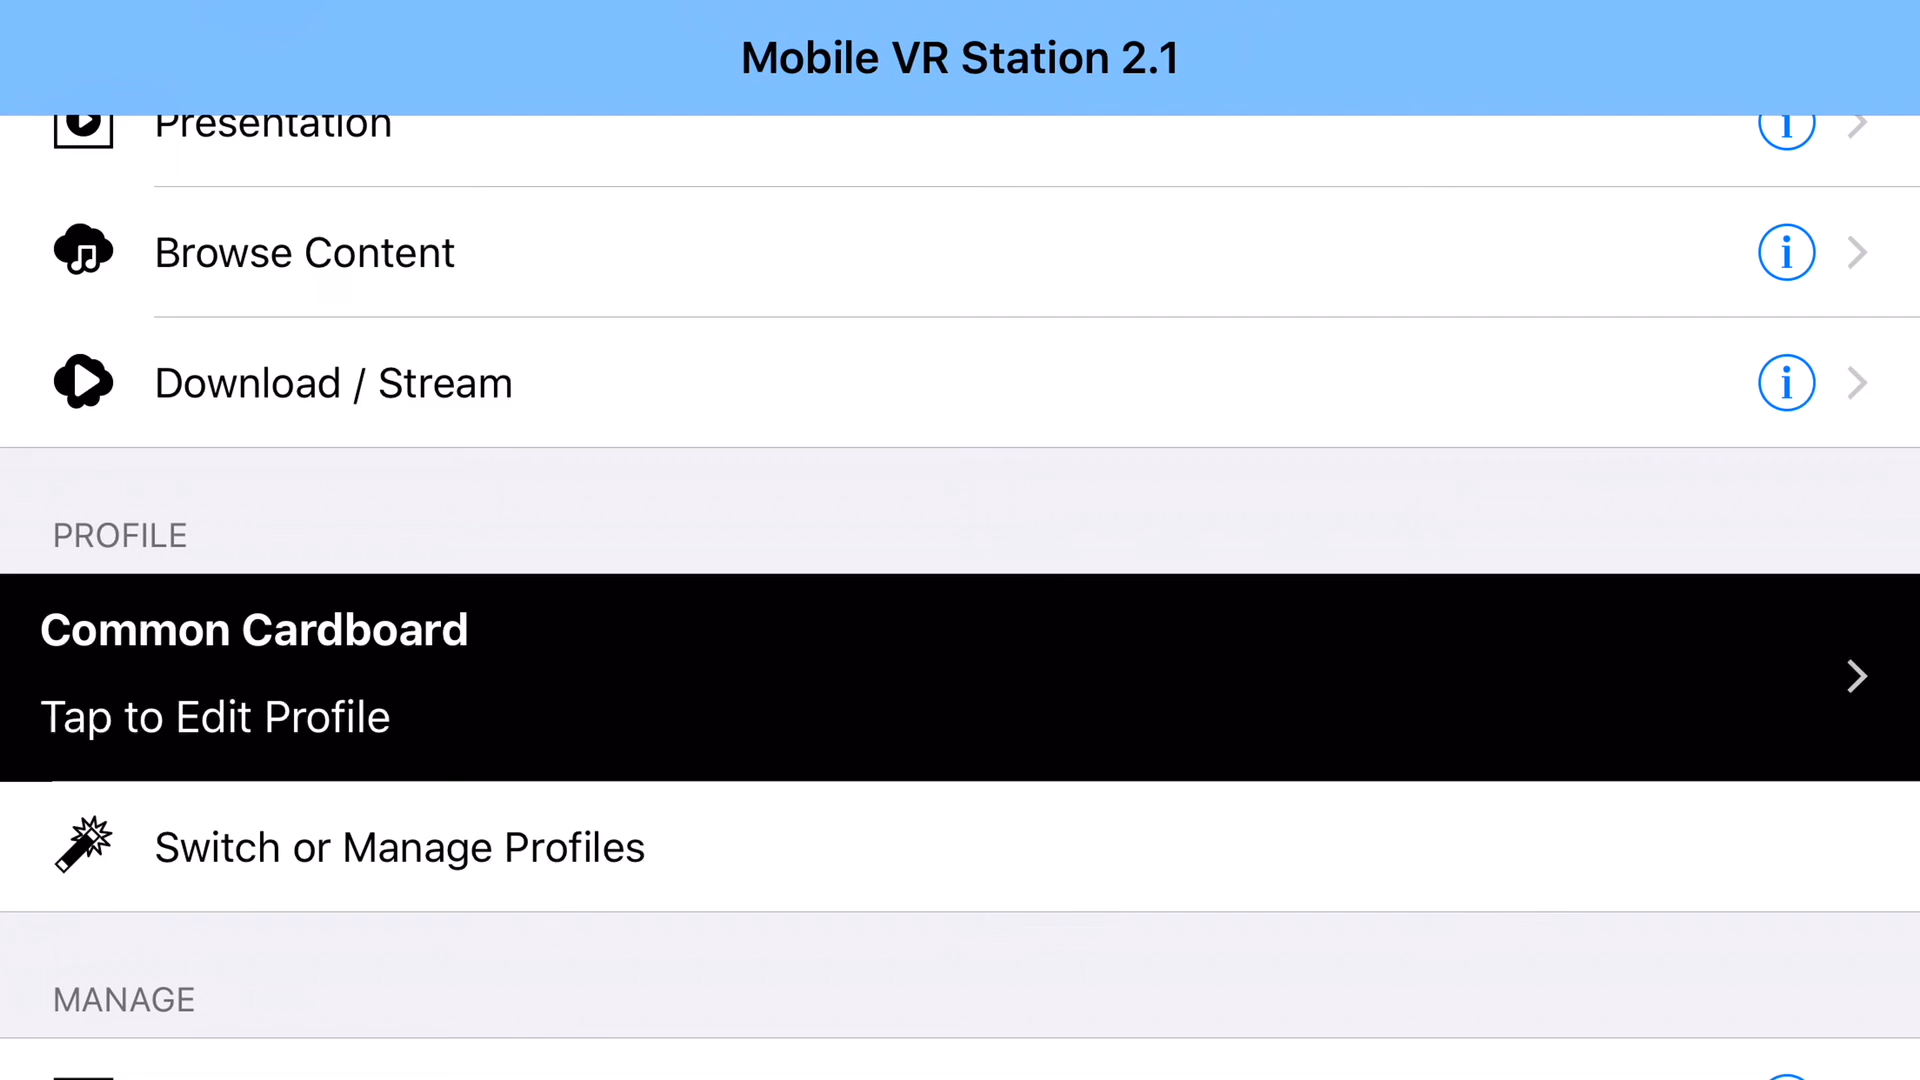 Mobile VR Station 2.1
Presentation
Browse Content
Download / Stream
PROFILE
Common Cardboard
Tap to Edit Profile
Switch or Manage Profiles
MANAGE